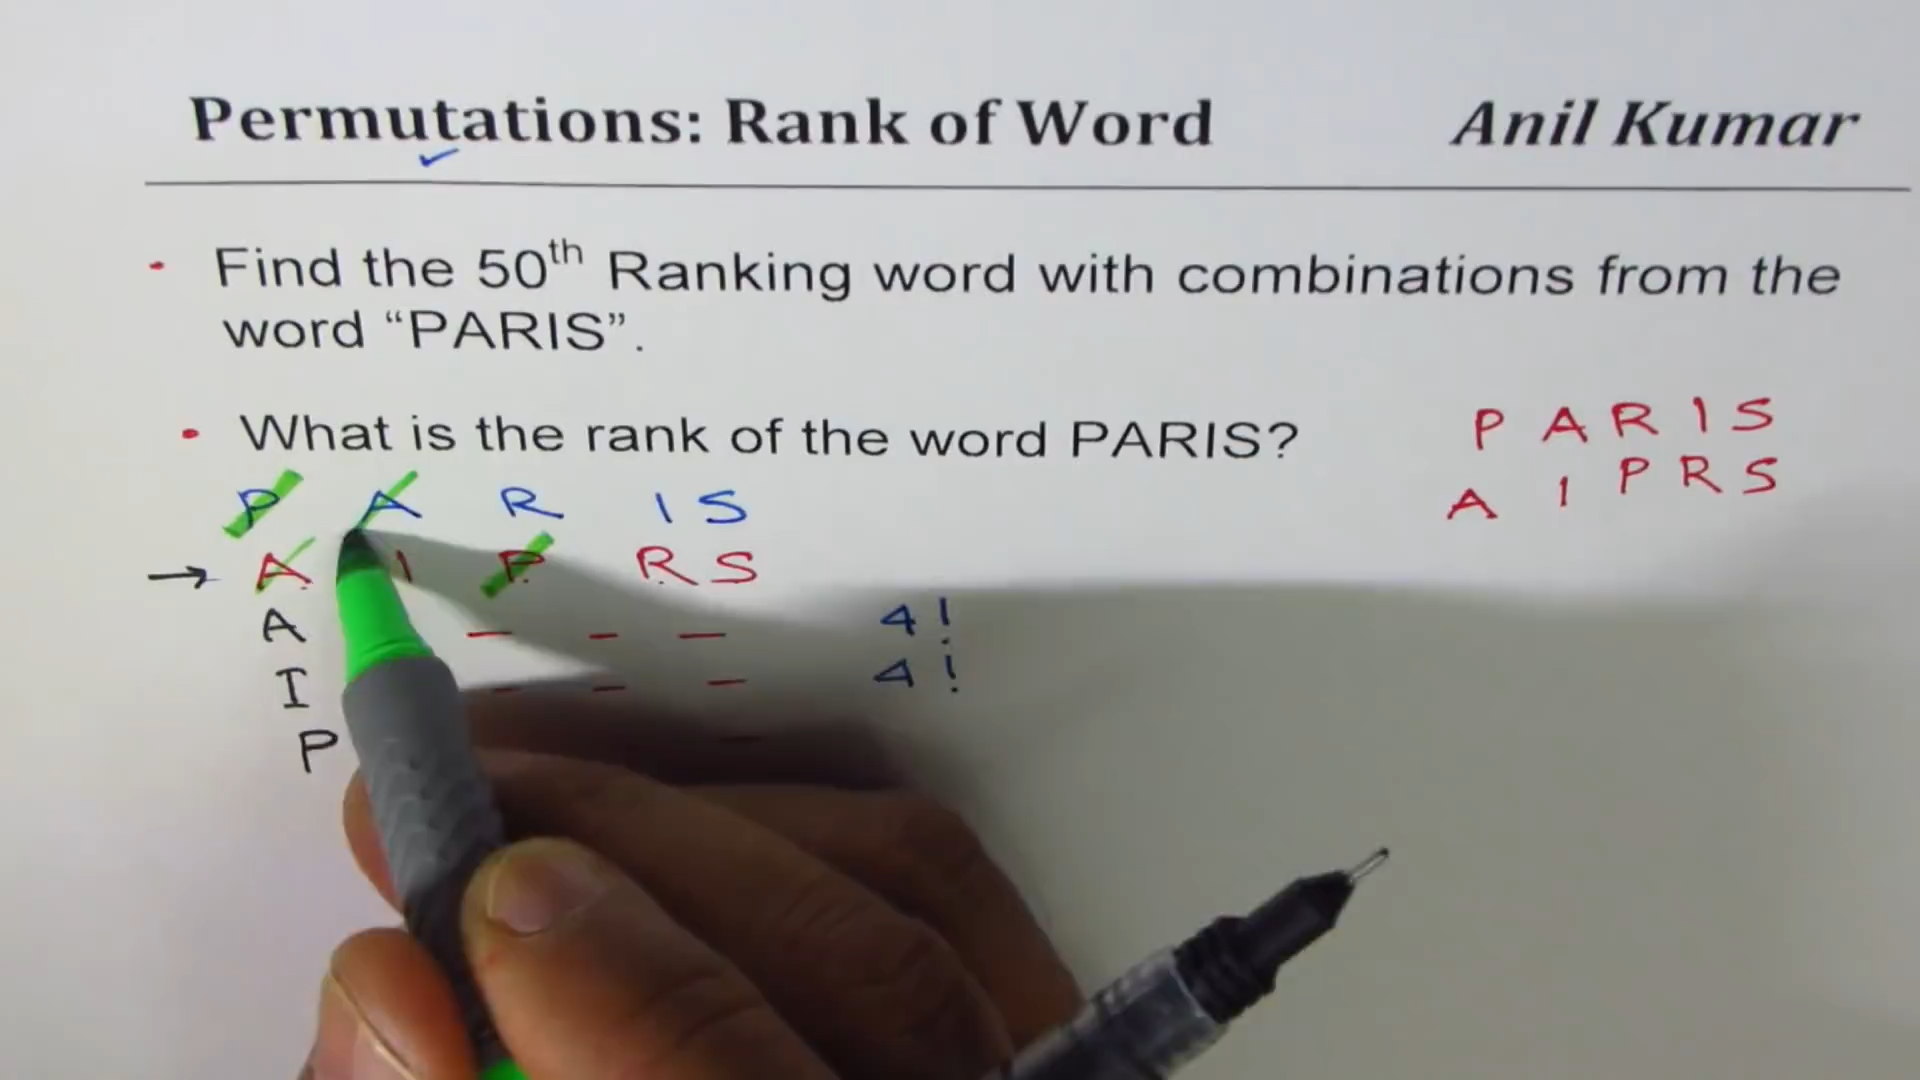 Permutations: Rank of Word Anil Kumar
• Find the 50th Ranking word with combinations from the
word “PARIS”.
• What is the rank of the word PARIS?
P A R I S
A I P R S
P A R I S
→ A I P R S
A — — — 4!
I — — — 4!
P —